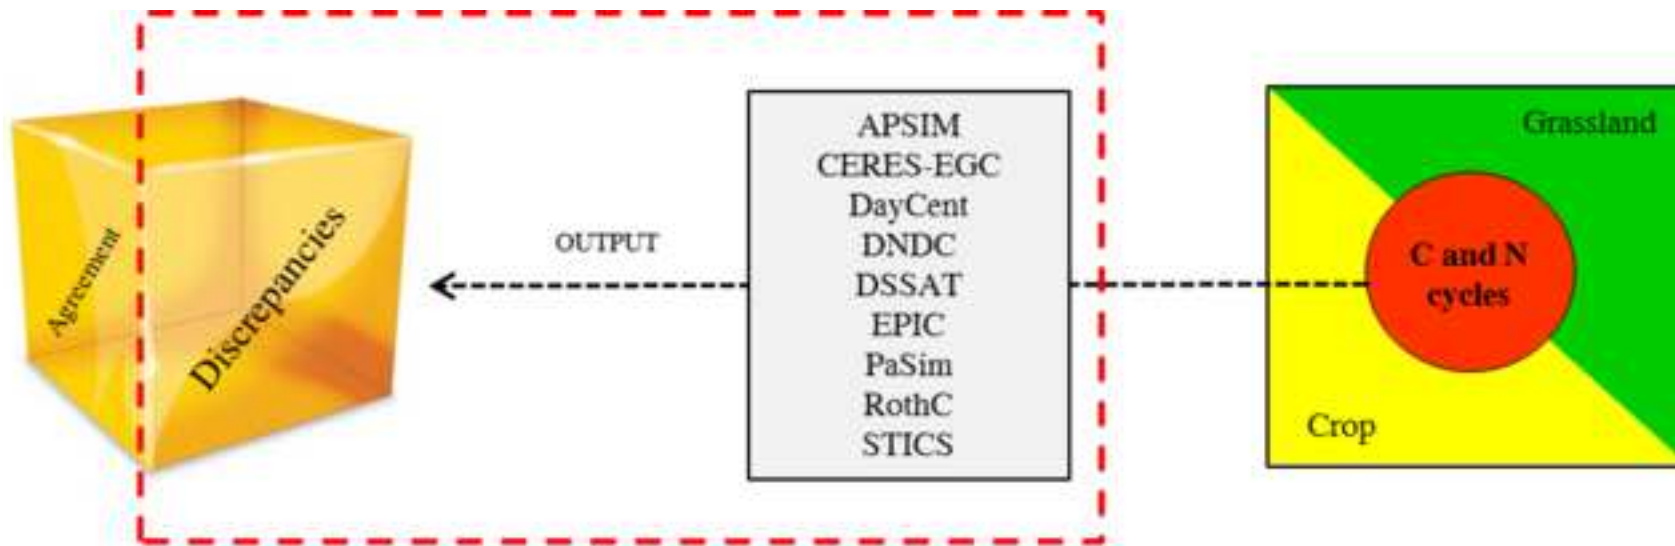 Agreement
Discrepancies
OUTPUT
APSIM
CERES-EGC
DayCent
DNDC
DSSAT
EPIC
PaSim
RothC
STICS
Grassland
C and N
cycles
Crop